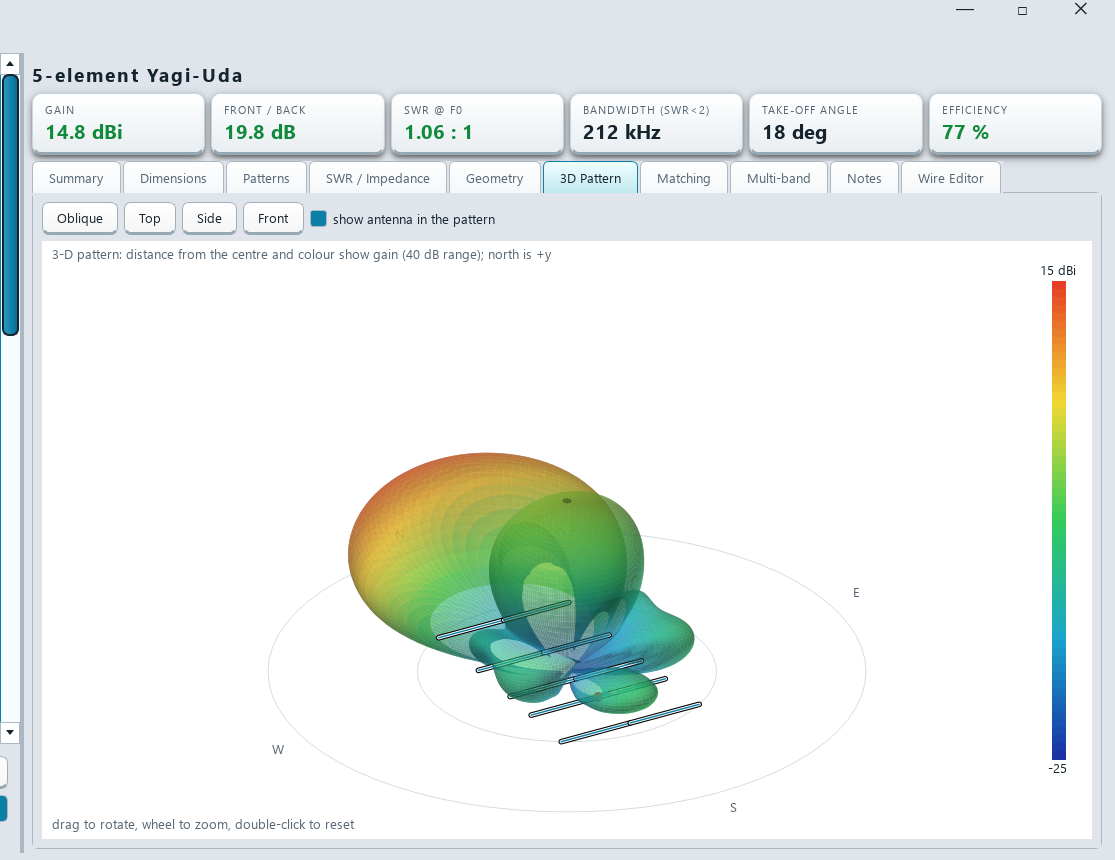 5-element Yagi-Uda
GAIN
14.8 dBi
FRONT / BACK
19.8 dB
SWR @ F0
1.06 : 1
BANDWIDTH (SWR<2)
212 kHz
TAKE-OFF ANGLE
18 deg
EFFICIENCY
77 %
Summary
Dimensions
Patterns
SWR / Impedance
Geometry
3D Pattern
Matching
Multi-band
Notes
Wire Editor
Oblique
Top
Side
Front
show antenna in the pattern
3-D pattern: distance from the centre and colour show gain (40 dB range); north is +y
15 dBi
N
E
W
S
-25
drag to rotate, wheel to zoom, double-click to reset